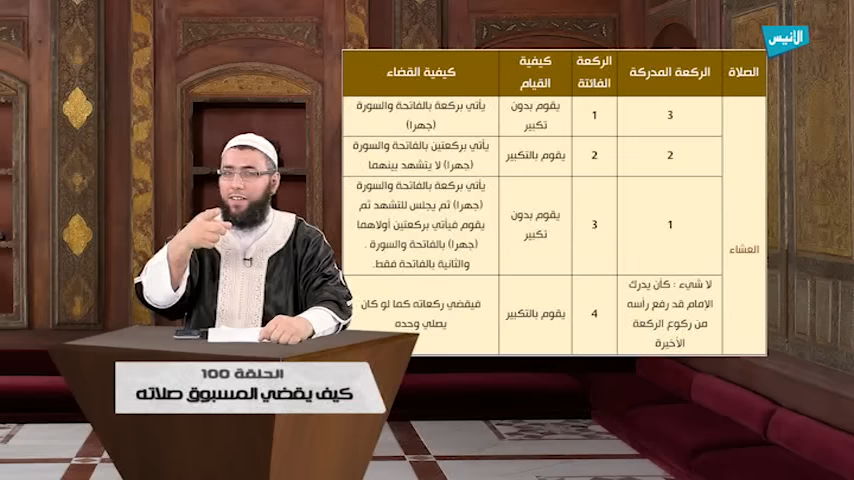 الأنيس
الصلاة
الركعة المدركة
الركعة
الفائتة
كيفية
القيام
كيفية القضاء
العشاء
3
1
يقوم بدون
تكبير
يأتي بركعة بالفاتحة والسورة
(جهرا)
2
2
يقوم بالتكبير
يأتي بركعتين بالفاتحة والسورة
(جهرا) لا يتشهد بينهما
1
3
يقوم بدون
تكبير
يأتي بركعة بالفاتحة والسورة
(جهرا) ثم يجلس للتشهد ثم
يقوم فيأتي بركعتين أولاهما
(جهرا) بالفاتحة والسورة .
والثانية بالفاتحة فقط.
لا شيء : كأن يدرك
الإمام قد رفع رأسه
من ركوع الركعة
الأخيرة
4
يقوم بالتكبير
فيقضي ركعاته كما لو كان
يصلي وحده
الحلقة 100
كيف يقضي المسبوق صلاته